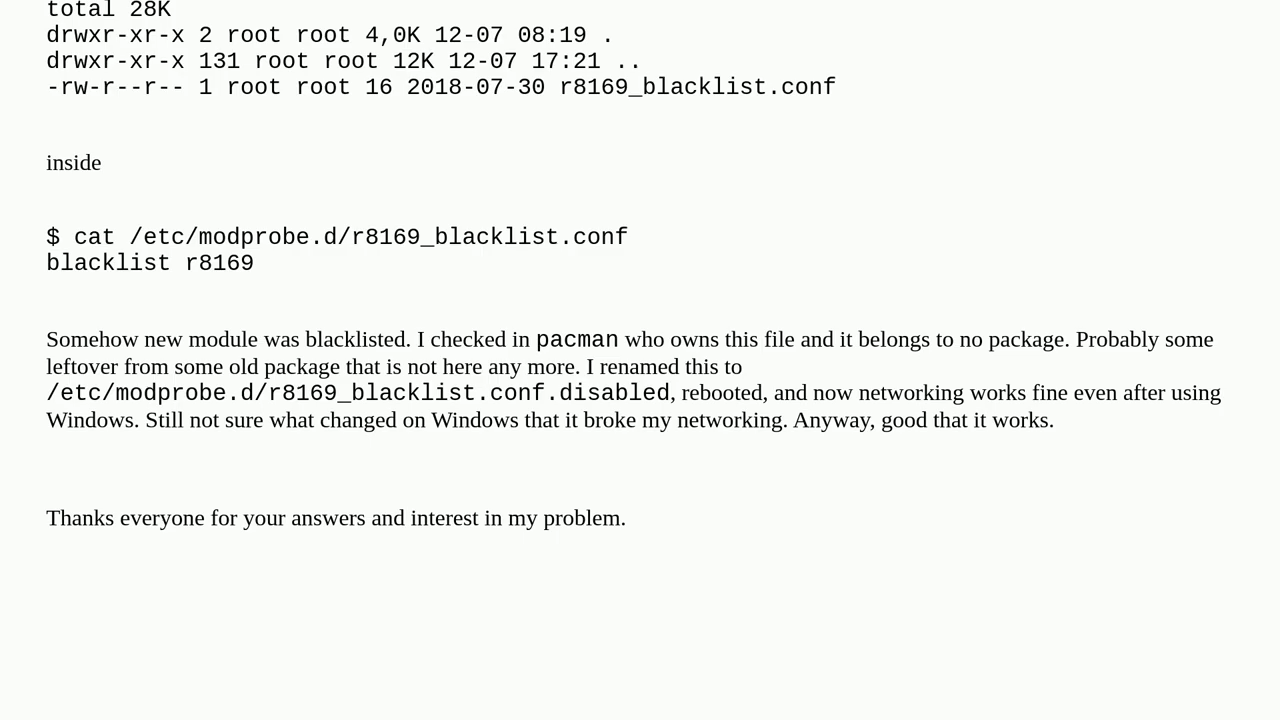 total 28K
drwxr-xr-x 2 root root 4,0K 12-07 08:19 .
drwxr-xr-x 131 root root 12K 12-07 17:21 ..
-rw-r--r-- 1 root root 16 2018-07-30 r8169_blacklist.conf
inside
$ cat /etc/modprobe.d/r8169_blacklist.conf
blacklist r8169
Somehow new module was blacklisted. I checked in pacman who owns this file and it belongs to no package. Probably some
leftover from some old package that is not here any more. I renamed this to
/etc/modprobe.d/r8169_blacklist.conf.disabled, rebooted, and now networking works fine even after using
Windows. Still not sure what changed on Windows that it broke my networking. Anyway, good that it works.
Thanks everyone for your answers and interest in my problem.